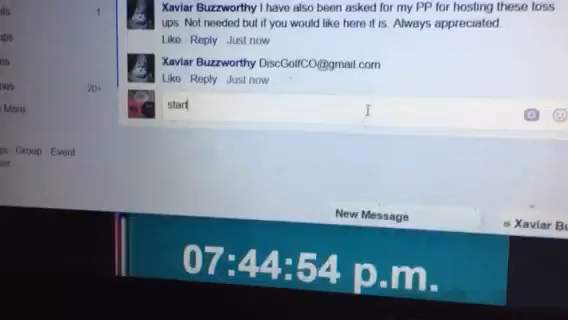 Xaviar Buzzworthy I have also been asked for my PP for hosting these toss
ups. Not needed but if you would like here it is. Always appreciated.
1
Like Reply Just now
Xaviar Buzzworthy DiscGolfCO@gmail.com
Like Reply Just now
20+
start
More
Group Event
New Message
Xaviar Bu
07:44:54 p.m.